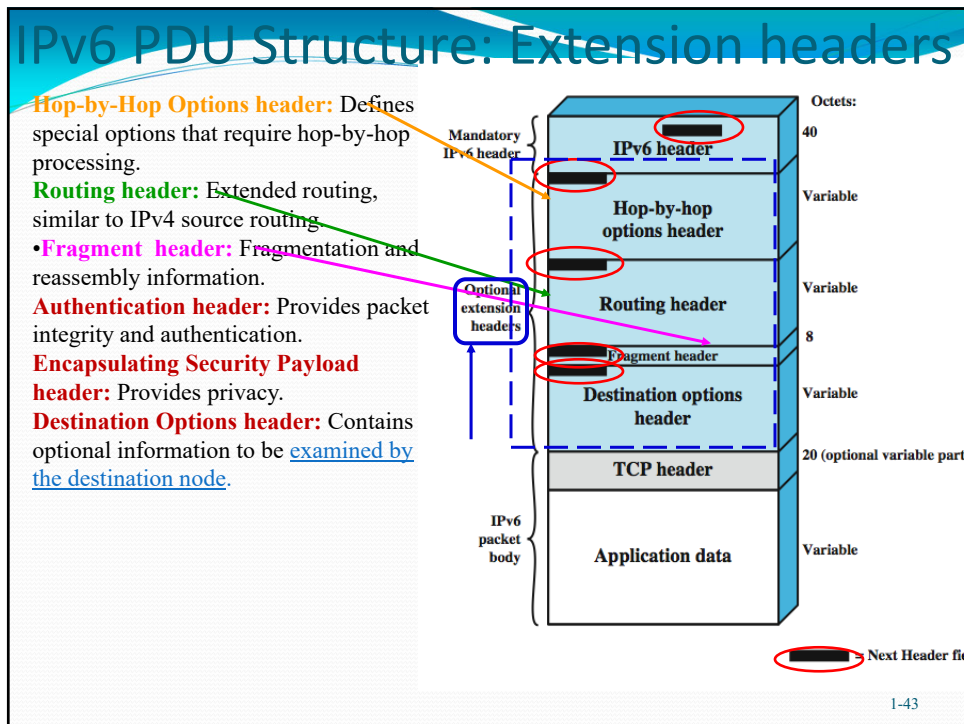 IPv6 PDU Structure: Extension headers
Hop-by-Hop Options header: Defines
special options that require hop-by-hop
processing.
Routing header: Extended routing,
similar to IPv4 source routing.
•Fragment header: Fragmentation and
reassembly information.
Authentication header: Provides packet
integrity and authentication.
Encapsulating Security Payload
header: Provides privacy.
Destination Options header: Contains
optional information to be examined by
the destination node.
Octets:
Mandatory
IPv6 header
IPv6 header
40
Hop-by-hop
options header
Variable
Optional
extension
headers
Routing header
Variable
Fragment header
8
Destination options
header
Variable
TCP header
20 (optional variable part
IPv6
packet
body
Application data
Variable
= Next Header fie
1-43